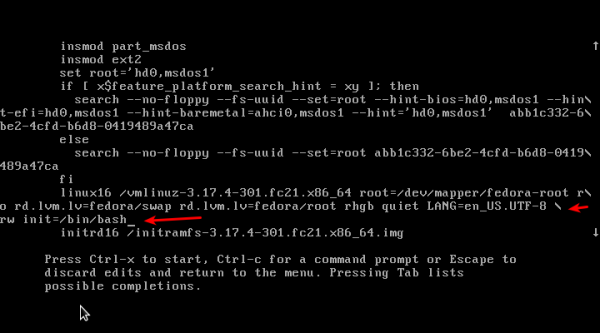 insmod part_msdos
insmod ext2
set root='hd0,msdos1'
if [ x$feature_platform_search_hint = xy ]; then
search --no-floppy --fs-uuid --set=root --hint-bios=hd0,msdos1 --hin\
t-efi=hd0,msdos1 --hint-baremetal=ahci0,msdos1 --hint='hd0,msdos1'  abb1c332-6\
be2-4cfd-b6d8-0419489a47ca
else
search --no-floppy --fs-uuid --set=root abb1c332-6be2-4cfd-b6d8-0419\
489a47ca
fi
linux16 /vmlinuz-3.17.4-301.fc21.x86_64 root=/dev/mapper/fedora-root r\
o rd.lvm.lv=fedora/swap rd.lvm.lv=fedora/root rhgb quiet LANG=en_US.UTF-8 \
rw init=/bin/bash_
initrd16 /initramfs-3.17.4-301.fc21.x86_64.img
Press Ctrl-x to start, Ctrl-c for a command prompt or Escape to
discard edits and return to the menu. Pressing Tab lists
possible completions.